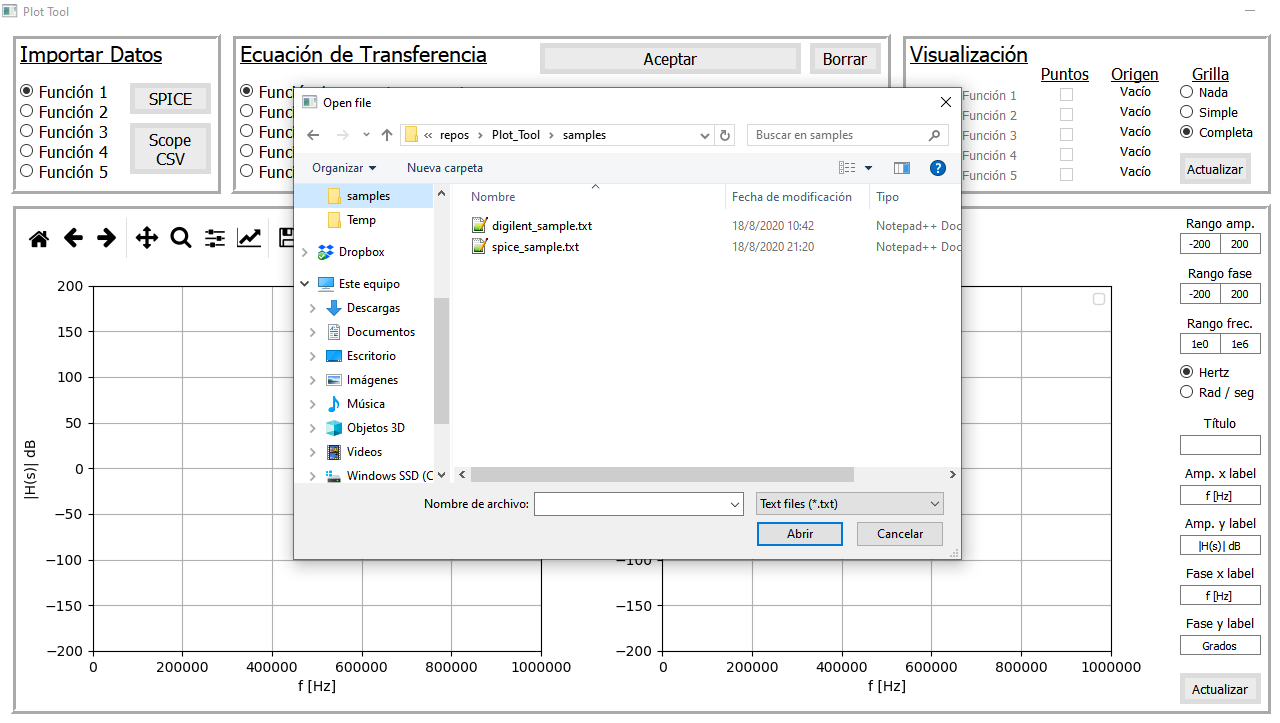 Plot Tool
Importar Datos
Función 1
Función 2
Función 3
Función 4
Función 5
SPICE
Scope
CSV
Ecuación de Transferencia
Aceptar
Borrar
Visualización
Puntos
Origen
Grilla
Función 1
Vacío
Nada
Función 2
Vacío
Simple
Función 3
Vacío
Completa
Función 4
Vacío
Función 5
Vacío
Actualizar
Open file
« repos > Plot_Tool > samples
Buscar en samples
Organizar
Nueva carpeta
samples
Temp
Dropbox
Este equipo
Descargas
Documentos
Escritorio
Imágenes
Música
Objetos 3D
Videos
Windows SSD (C
Nombre
Fecha de modificación
Tipo
digilent_sample.txt
18/8/2020 10:42
Notepad++ Doc
spice_sample.txt
18/8/2020 21:20
Notepad++ Doc
Nombre de archivo:
Text files (*.txt)
Abrir
Cancelar
200
150
100
50
0
−50
−100
−150
−200
|H(s)| dB
0 200000 400000 600000 800000 1000000
f [Hz]
−100
−150
−200
0 200000 400000 600000 800000 1000000
f [Hz]
Rango amp.
-200 200
Rango fase
-200 200
Rango frec.
1e0 1e6
Hertz
Rad / seg
Título
Amp. x label
f [Hz]
Amp. y label
|H(s)| dB
Fase x label
f [Hz]
Fase y label
Grados
Actualizar